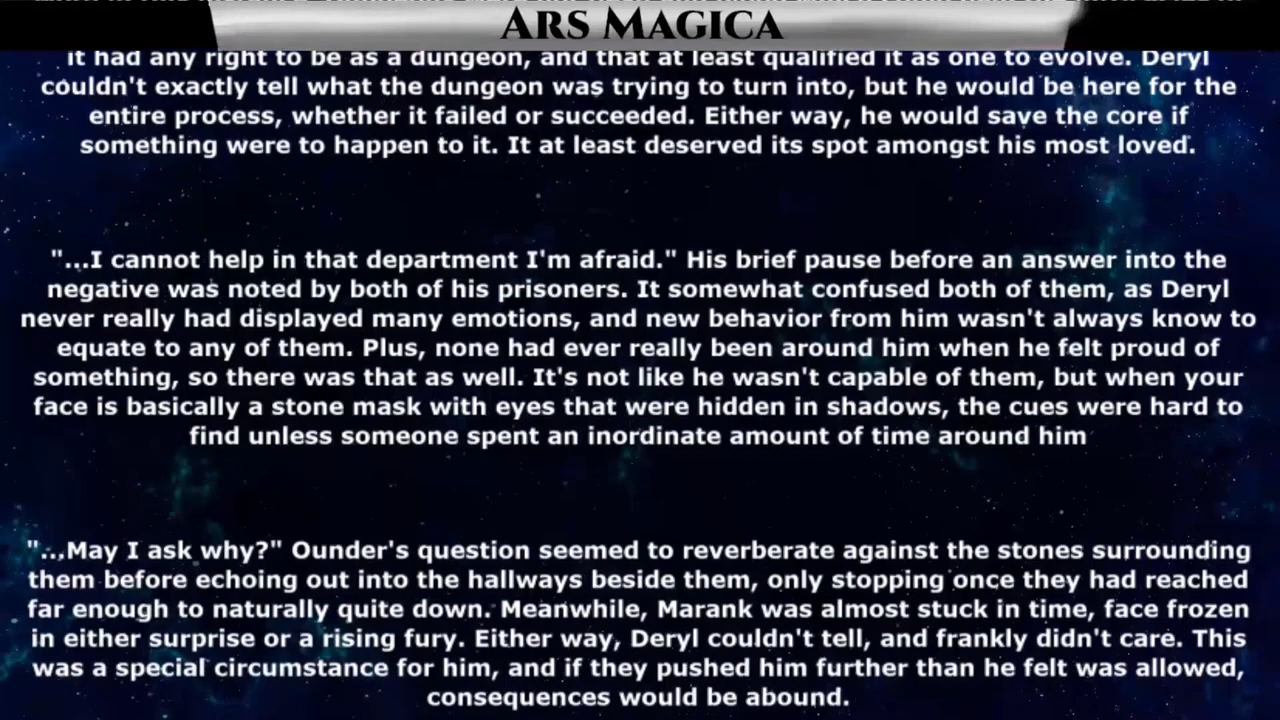 ARS MAGICA
it had any right to be as a dungeon, and that at least qualified it as one to evolve. Deryl
couldn't exactly tell what the dungeon was trying to turn into, but he would be here for the
entire process, whether it failed or succeeded. Either way, he would save the core if
something were to happen to it. It at least deserved its spot amongst his most loved.
"...I cannot help in that department I'm afraid." His brief pause before an answer into the
negative was noted by both of his prisoners. It somewhat confused both of them, as Deryl
never really had displayed many emotions, and new behavior from him wasn't always know to
equate to any of them. Plus, none had ever really been around him when he felt proud of
something, so there was that as well. It's not like he wasn't capable of them, but when your
face is basically a stone mask with eyes that were hidden in shadows, the cues were hard to
find unless someone spent an inordinate amount of time around him
"...May I ask why?" Ounder's question seemed to reverberate against the stones surrounding
them before echoing out into the hallways beside them, only stopping once they had reached
far enough to naturally quite down. Meanwhile, Marank was almost stuck in time, face frozen
in either surprise or a rising fury. Either way, Deryl couldn't tell, and frankly didn't care. This
was a special circumstance for him, and if they pushed him further than he felt was allowed,
consequences would be abound.